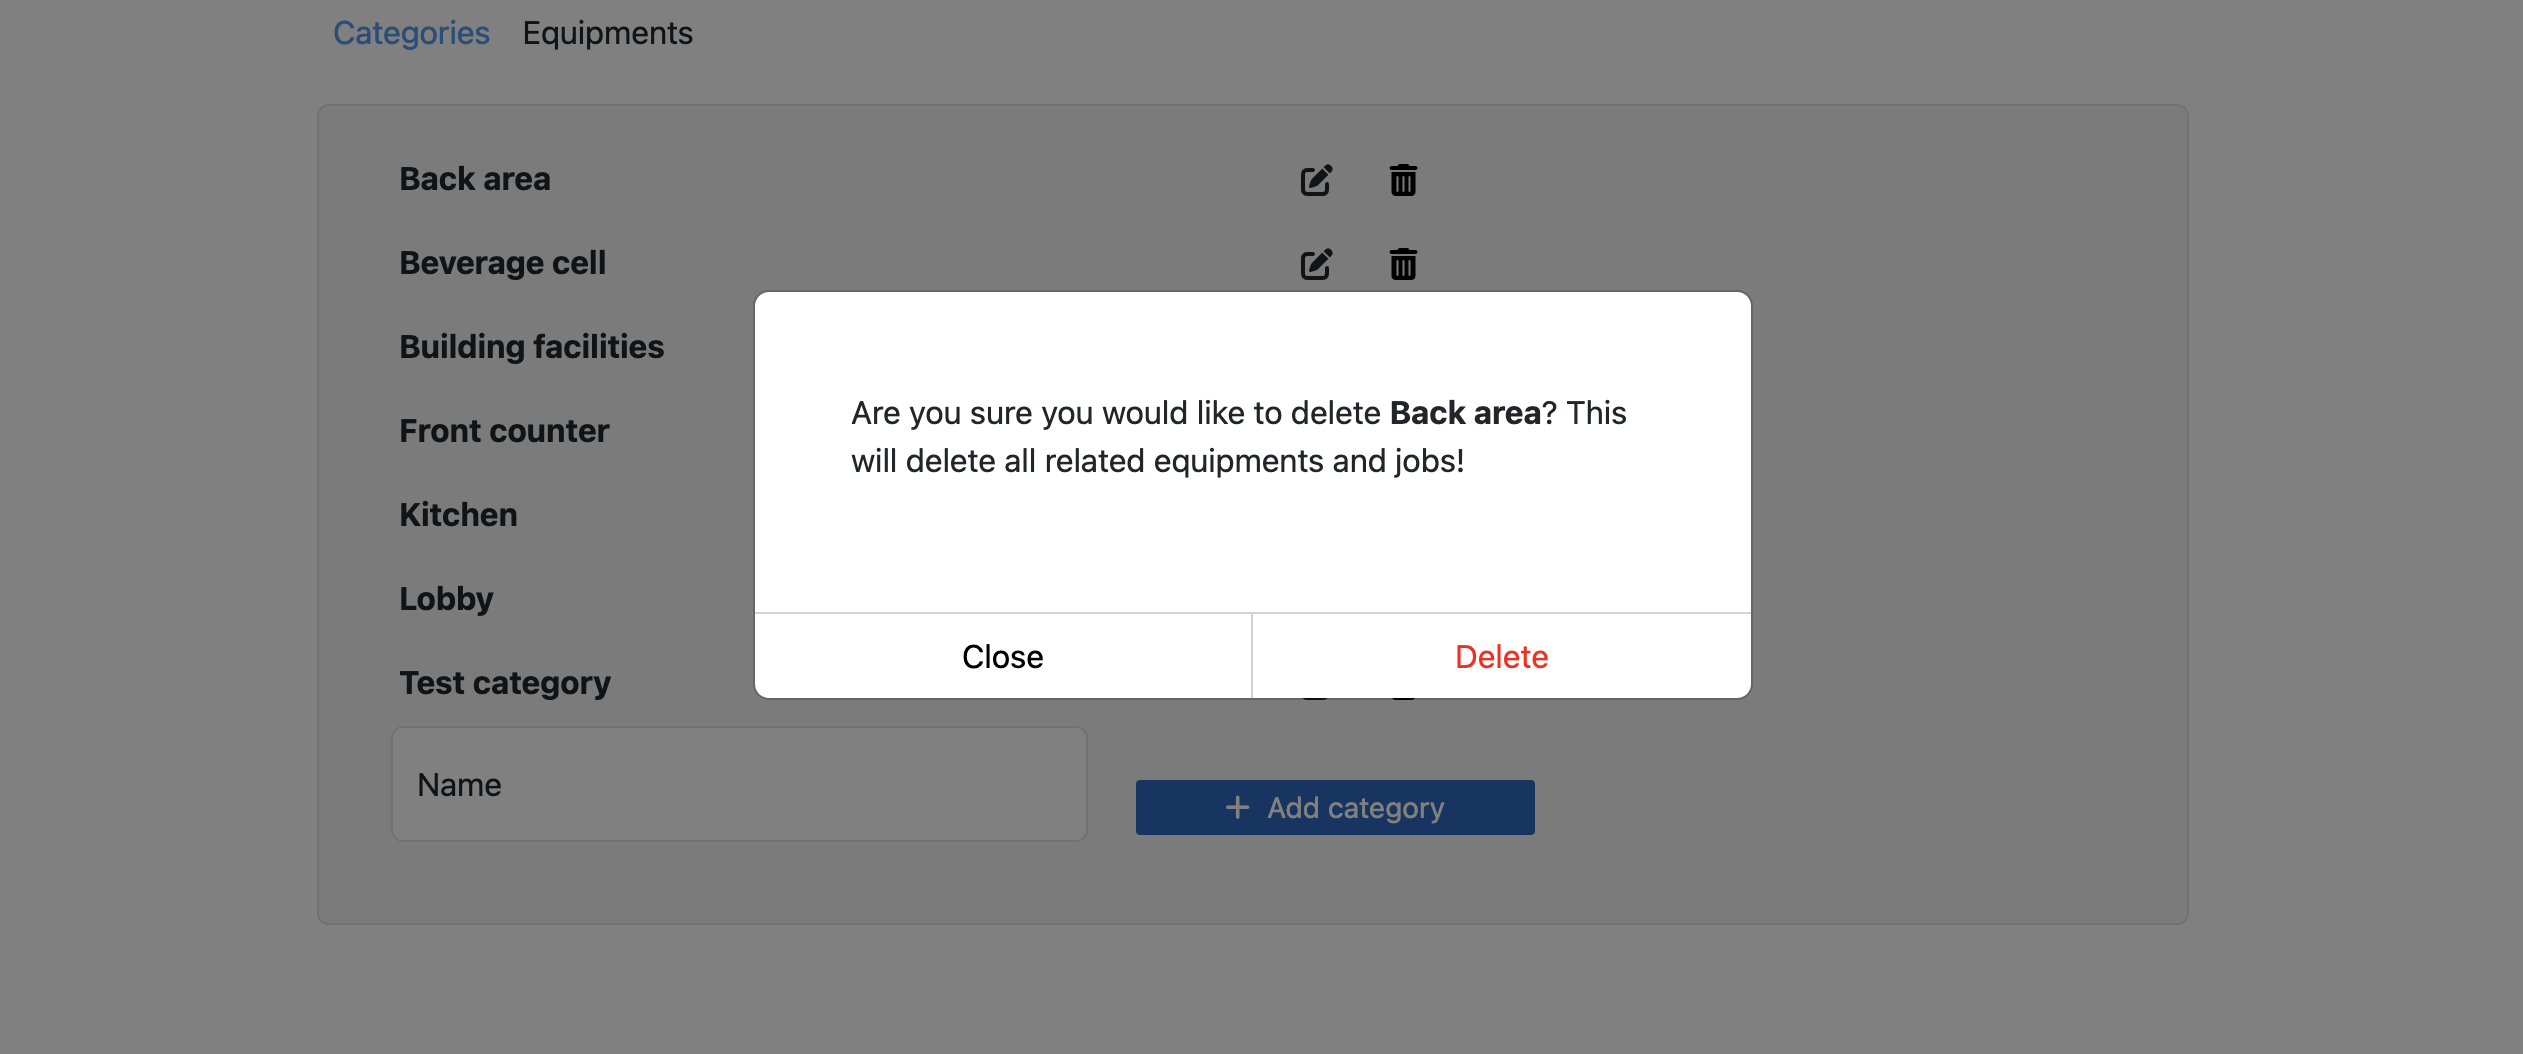 Categories Equipments
Back area
Beverage cell
Building facilities
Front counter
Kitchen
Lobby
Test category
Are you sure you would like to delete Back area? This
will delete all related equipments and jobs!
Close Delete
Name
+ Add category